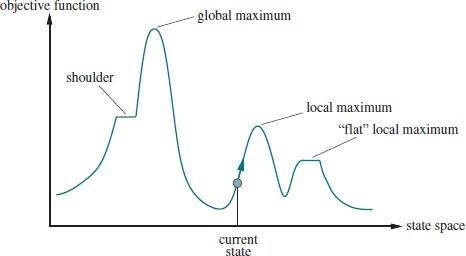 objective function
global maximum
shoulder
local maximum
“flat” local maximum
state space
current
state